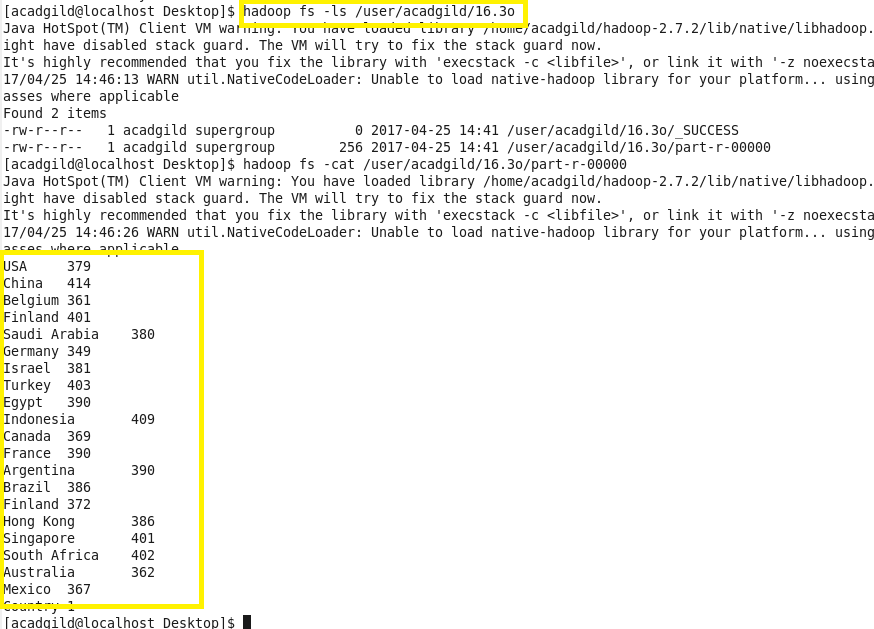 [acadgild@localhost Desktop]$ hadoop fs -ls /user/acadgild/16.3o
Java HotSpot(TM) Client VM warning: You have loaded library /home/acadgild/hadoop-2.7.2/lib/native/libhadoop.
ight have disabled stack guard. The VM will try to fix the stack guard now.
It's highly recommended that you fix the library with 'execstack -c <libfile>', or link it with '-z noexecsta
17/04/25 14:46:13 WARN util.NativeCodeLoader: Unable to load native-hadoop library for your platform... using
asses where applicable
Found 2 items
-rw-r--r--   1 acadgild supergroup          0 2017-04-25 14:41 /user/acadgild/16.3o/_SUCCESS
-rw-r--r--   1 acadgild supergroup        256 2017-04-25 14:41 /user/acadgild/16.3o/part-r-00000
[acadgild@localhost Desktop]$ hadoop fs -cat /user/acadgild/16.3o/part-r-00000
Java HotSpot(TM) Client VM warning: You have loaded library /home/acadgild/hadoop-2.7.2/lib/native/libhadoop.
ight have disabled stack guard. The VM will try to fix the stack guard now.
It's highly recommended that you fix the library with 'execstack -c <libfile>', or link it with '-z noexecsta
17/04/25 14:46:26 WARN util.NativeCodeLoader: Unable to load native-hadoop library for your platform... using
asses where applicable
USA     379
China   414
Belgium 361
Finland 401
Saudi Arabia    380
Germany 349
Israel  381
Turkey  403
Egypt   390
Indonesia       409
Canada  369
France  390
Argentina       390
Brazil  386
Finland 372
Hong Kong       386
Singapore       401
South Africa    402
Australia       362
Mexico  367
Country 1
[acadgild@localhost Desktop]$